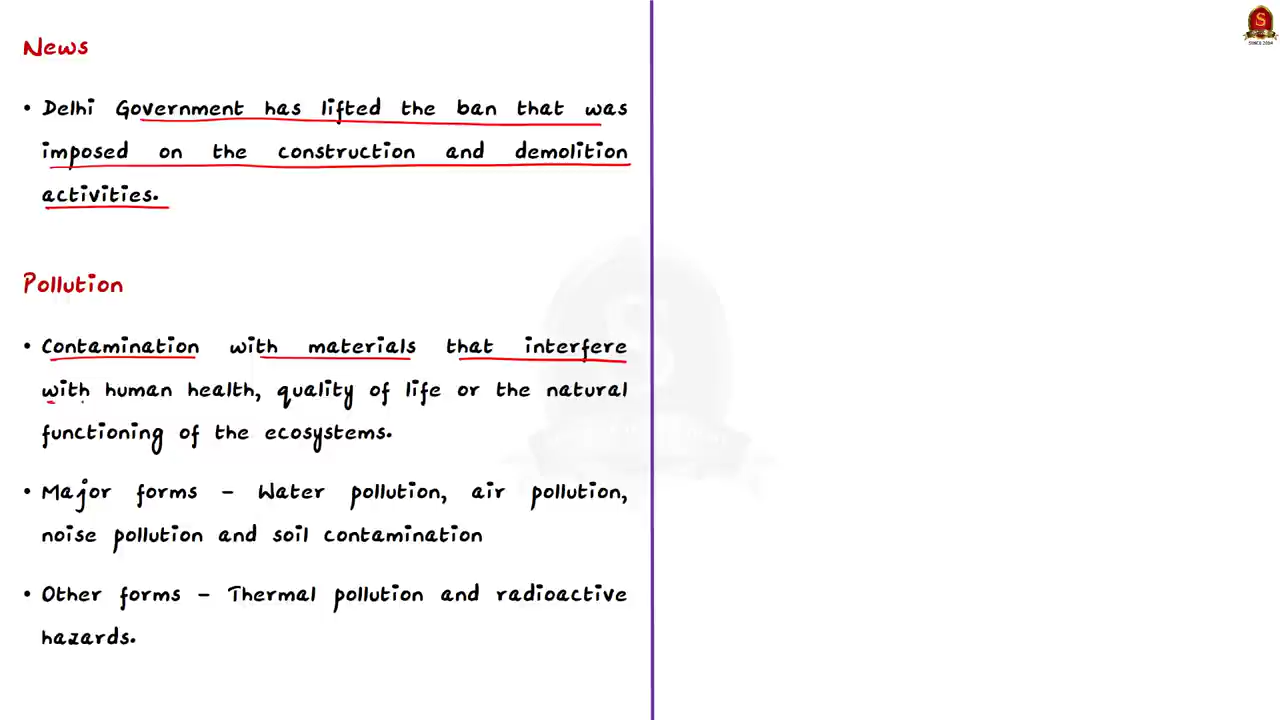 News
• Delhi Government has lifted the ban that was
imposed on the construction and demolition
activities.
Pollution
• Contamination with materials that interfere
with human health, quality of life or the natural
functioning of the ecosystems.
• Major forms – Water pollution, air pollution,
noise pollution and soil contamination
• Other forms – Thermal pollution and radioactive
hazards.
S
SINCE 2004
S